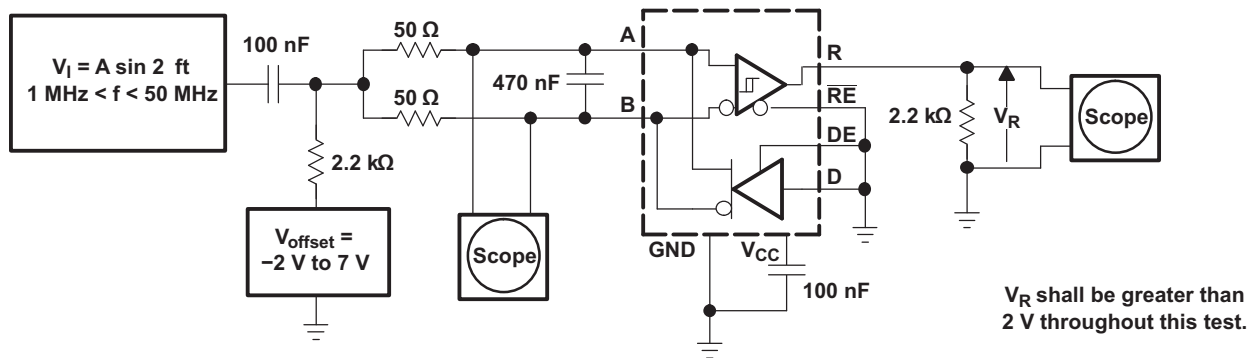 V_I = A sin 2 ft
1 MHz < f < 50 MHz
100 nF
50 Ω
50 Ω
2.2 kΩ
V_offset =
−2 V to 7 V
Scope
470 nF
A
B
GND
V_CC
100 nF
R
R̅E̅
DE
D
2.2 kΩ
V_R
Scope
V_R shall be greater than
2 V throughout this test.